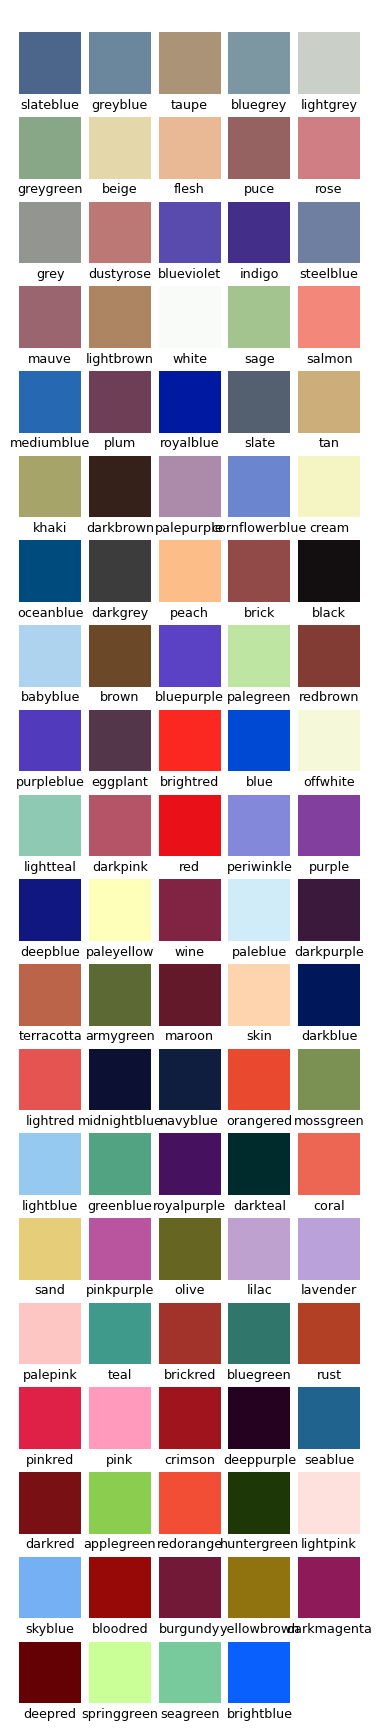 slateblue greyblue taupe bluegrey lightgrey
greygreen beige flesh puce rose
grey dustyrose blueviolet indigo steelblue
mauve lightbrown white sage salmon
mediumblue plum royalblue slate tan
khaki darkbrown palepurple cornflowerblue cream
oceanblue darkgrey peach brick black
babyblue brown bluepurple palegreen redbrown
purpleblue eggplant brightred blue offwhite
lightteal darkpink red periwinkle purple
deepblue paleyellow wine paleblue darkpurple
terracotta armygreen maroon skin darkblue
lightred midnightblue navyblue orangered mossgreen
lightblue greenblue royalpurple darkteal coral
sand pinkpurple olive lilac lavender
palepink teal brickred bluegreen rust
pinkred pink crimson deeppurple seablue
darkred applegreen redorange huntergreen lightpink
skyblue bloodred burgundy yellowbrown darkmagenta
deepred springgreen seagreen brightblue